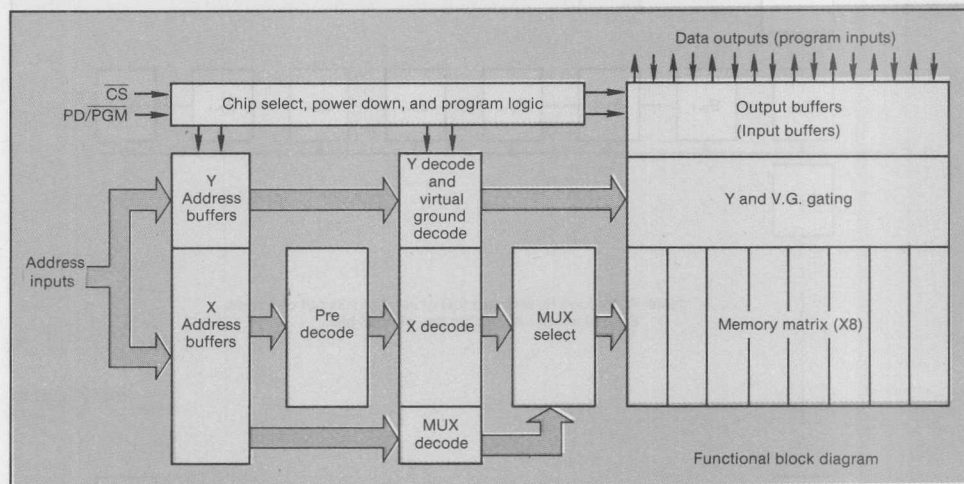 Data outputs (program inputs)
C̅S̅
PD/P̅G̅M̅
Chip select, power down, and program logic
Output buffers
(Input buffers)
Y
Address
buffers
Y decode
and
virtual
ground
decode
Y and V.G. gating
Address
inputs
X
Address
buffers
Pre
decode
X decode
MUX
select
Memory matrix (X8)
MUX
decode
Functional block diagram